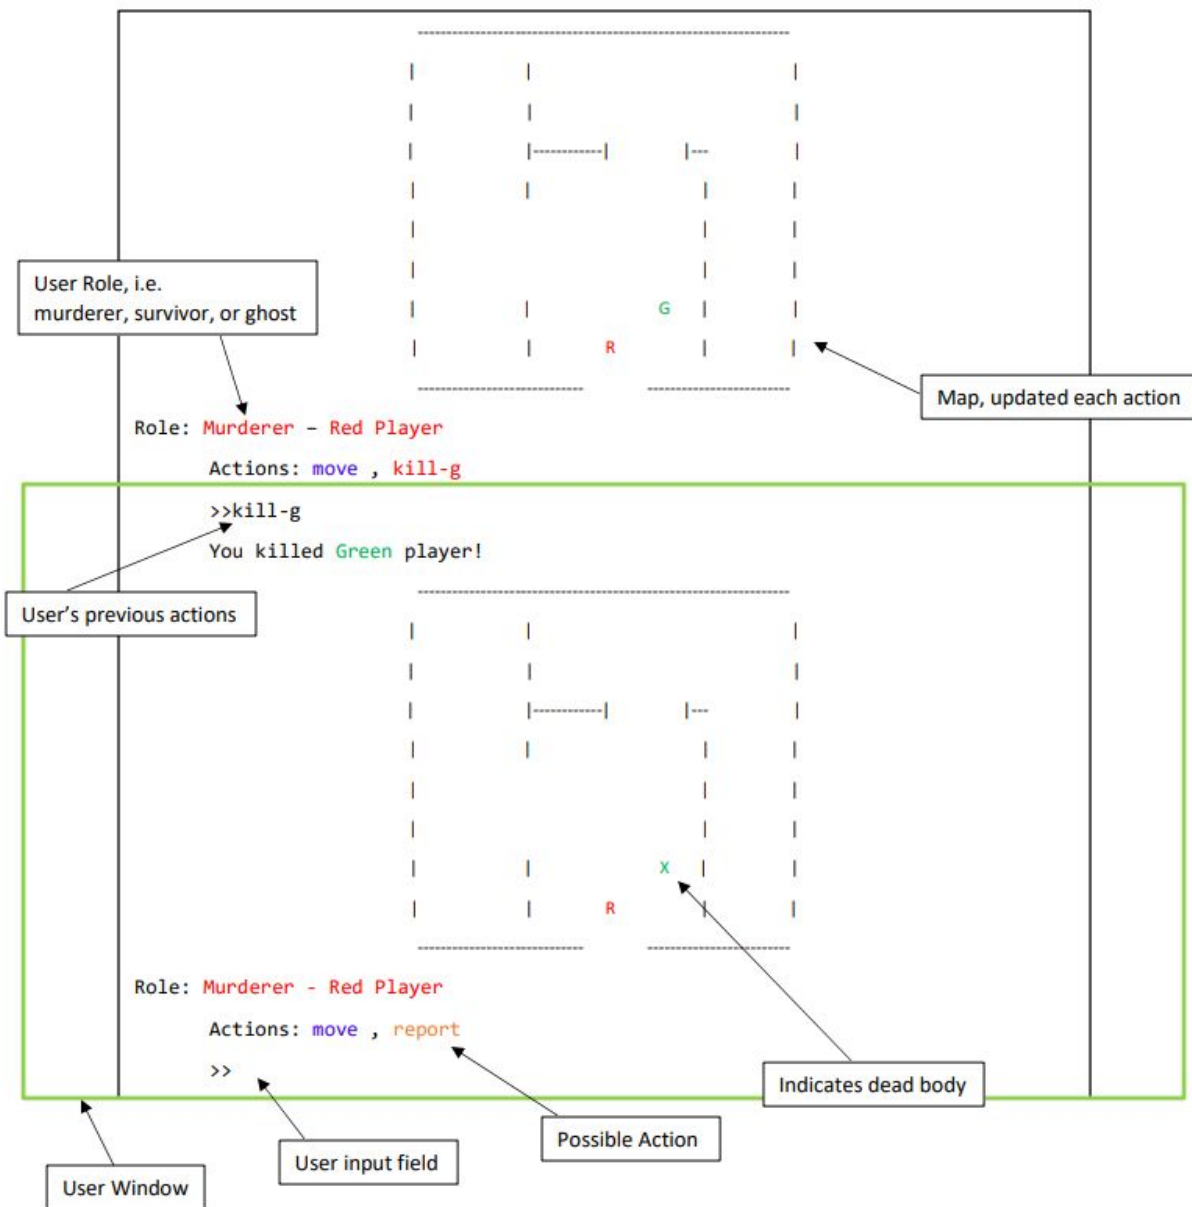 User Role, i.e.
murderer, survivor, or ghost
G
R
Map, updated each action
Role: Murderer – Red Player
Actions: move , kill-g
>>kill-g
You killed Green player!
User's previous actions
X
R
Role: Murderer - Red Player
Actions: move , report
>>
Indicates dead body
Possible Action
User input field
User Window